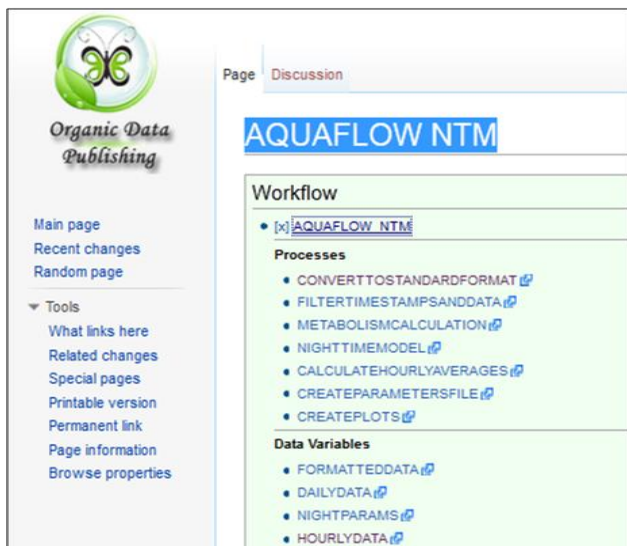 Organic Data
Publishing
Main page
Recent changes
Random page
Tools
What links here
Related changes
Special pages
Printable version
Permanent link
Page information
Browse properties
Page Discussion
AQUAFLOW NTM
Workflow
[x] AQUAFLOW_NTM
Processes
CONVERTTOSTANDARDFORMAT
FILTERTIMESTAMPSANDDATA
METABOLISMCALCULATION
NIGHTTIMEMODEL
CALCULATEHOURLYAVERAGES
CREATEPARAMETERSFILE
CREATEPLOTS
Data Variables
FORMATTEDDATA
DAILYDATA
NIGHTPARAMS
HOURLYDATA